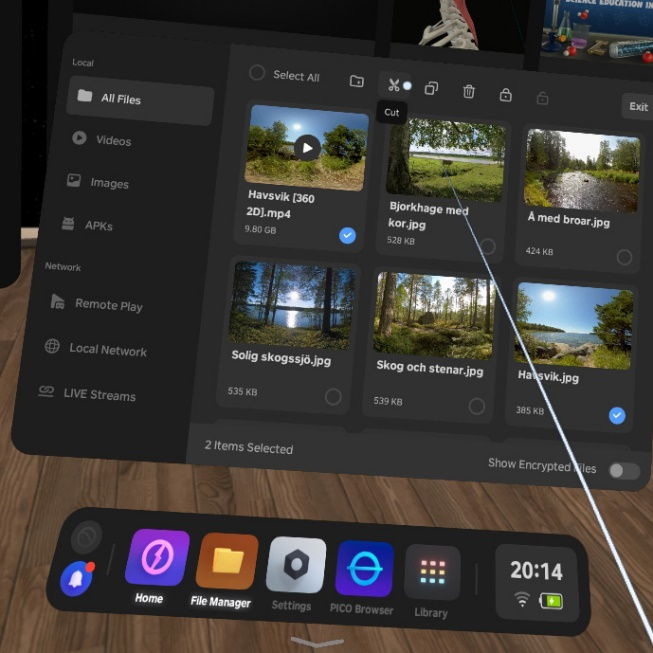 SCIENCE EDUCATION IN
Local
Select All
All Files
Exit
Cut
Videos
Images
Havsvik [360
2D].mp4
9.80 GB
Bjorkhage med
kor.jpg
528 KB
Å med broar.jpg
424 KB
APKs
Network
Remote Play
Local Network
LIVE Streams
Solig skogssjö.jpg
535 KB
Skog och stenar.jpg
539 KB
Havsvik.jpg
385 KB
2 Items Selected
Show Encrypted Files
Home
File Manager
Settings
PICO Browser
Library
20:14